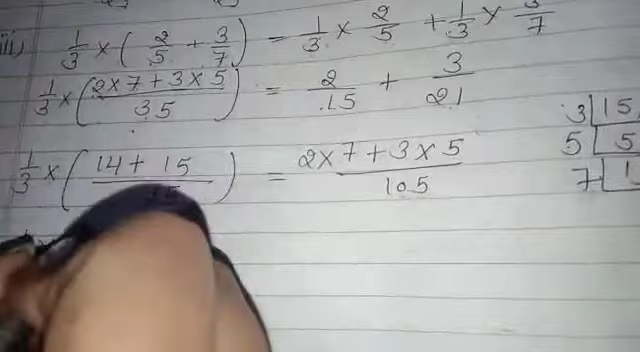 iii) 1/3 × ( 2/5 + 3/7 ) = 1/3 × 2/5 + 1/3 × 3/7
1/3 × ( (2 × 7 + 3 × 5)/35 ) = 2/15 + 3/21
1/3 × ( (14 + 15)/ ) = (2 × 7 + 3 × 5)/105
3 | 15
5 | 5
7 | 1